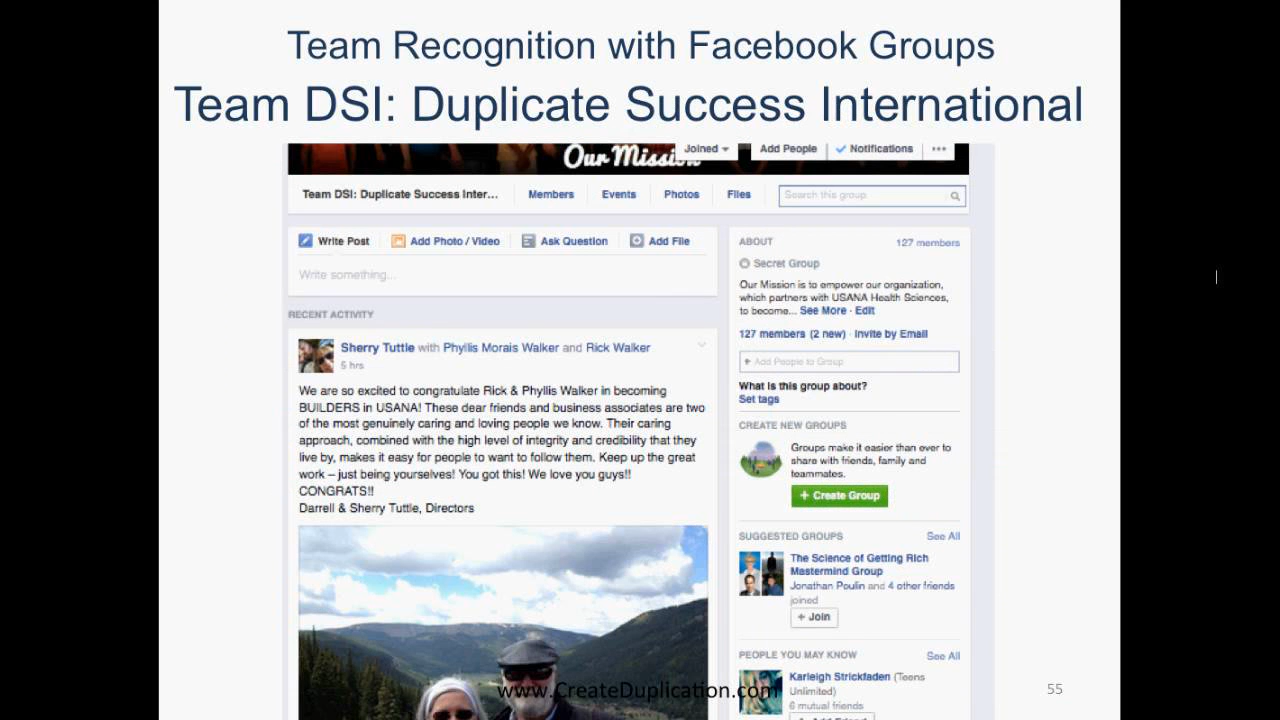 Team Recognition with Facebook Groups
Team DSI: Duplicate Success International
Our Mission
Joined
Add People
Notifications
Team DSI: Duplicate Success Inter...
Members
Events
Photos
Files
Search this group
Write Post
Add Photo / Video
Ask Question
Add File
Write something...
RECENT ACTIVITY
Sherry Tuttle with Phyllis Morais Walker and Rick Walker
5 hrs
We are so excited to congratulate Rick & Phyllis Walker in becoming
BUILDERS in USANA! These dear friends and business associates are two
of the most genuinely caring and loving people we know. Their caring
approach, combined with the high level of integrity and credibility that they
live by, makes it easy for people to want to follow them. Keep up the great
work – just being yourselves! You got this! We love you guys!!
CONGRATS!!
Darrell & Sherry Tuttle, Directors
ABOUT
127 members
Secret Group
Our Mission is to empower our organization,
which partners with USANA Health Sciences,
to become... See More · Edit
127 members (2 new) · Invite by Email
+ Add People to Group
What is this group about?
Set tags
CREATE NEW GROUPS
Groups make it easier than ever to
share with friends, family and
teammates.
+ Create Group
SUGGESTED GROUPS
See All
The Science of Getting Rich
Mastermind Group
Jonathan Poulin and 4 other friends
joined
+ Join
PEOPLE YOU MAY KNOW
See All
Karleigh Strickfaden (Teens
Unlimited)
6 mutual friends
Add Friend
www.CreateDuplication.com
55